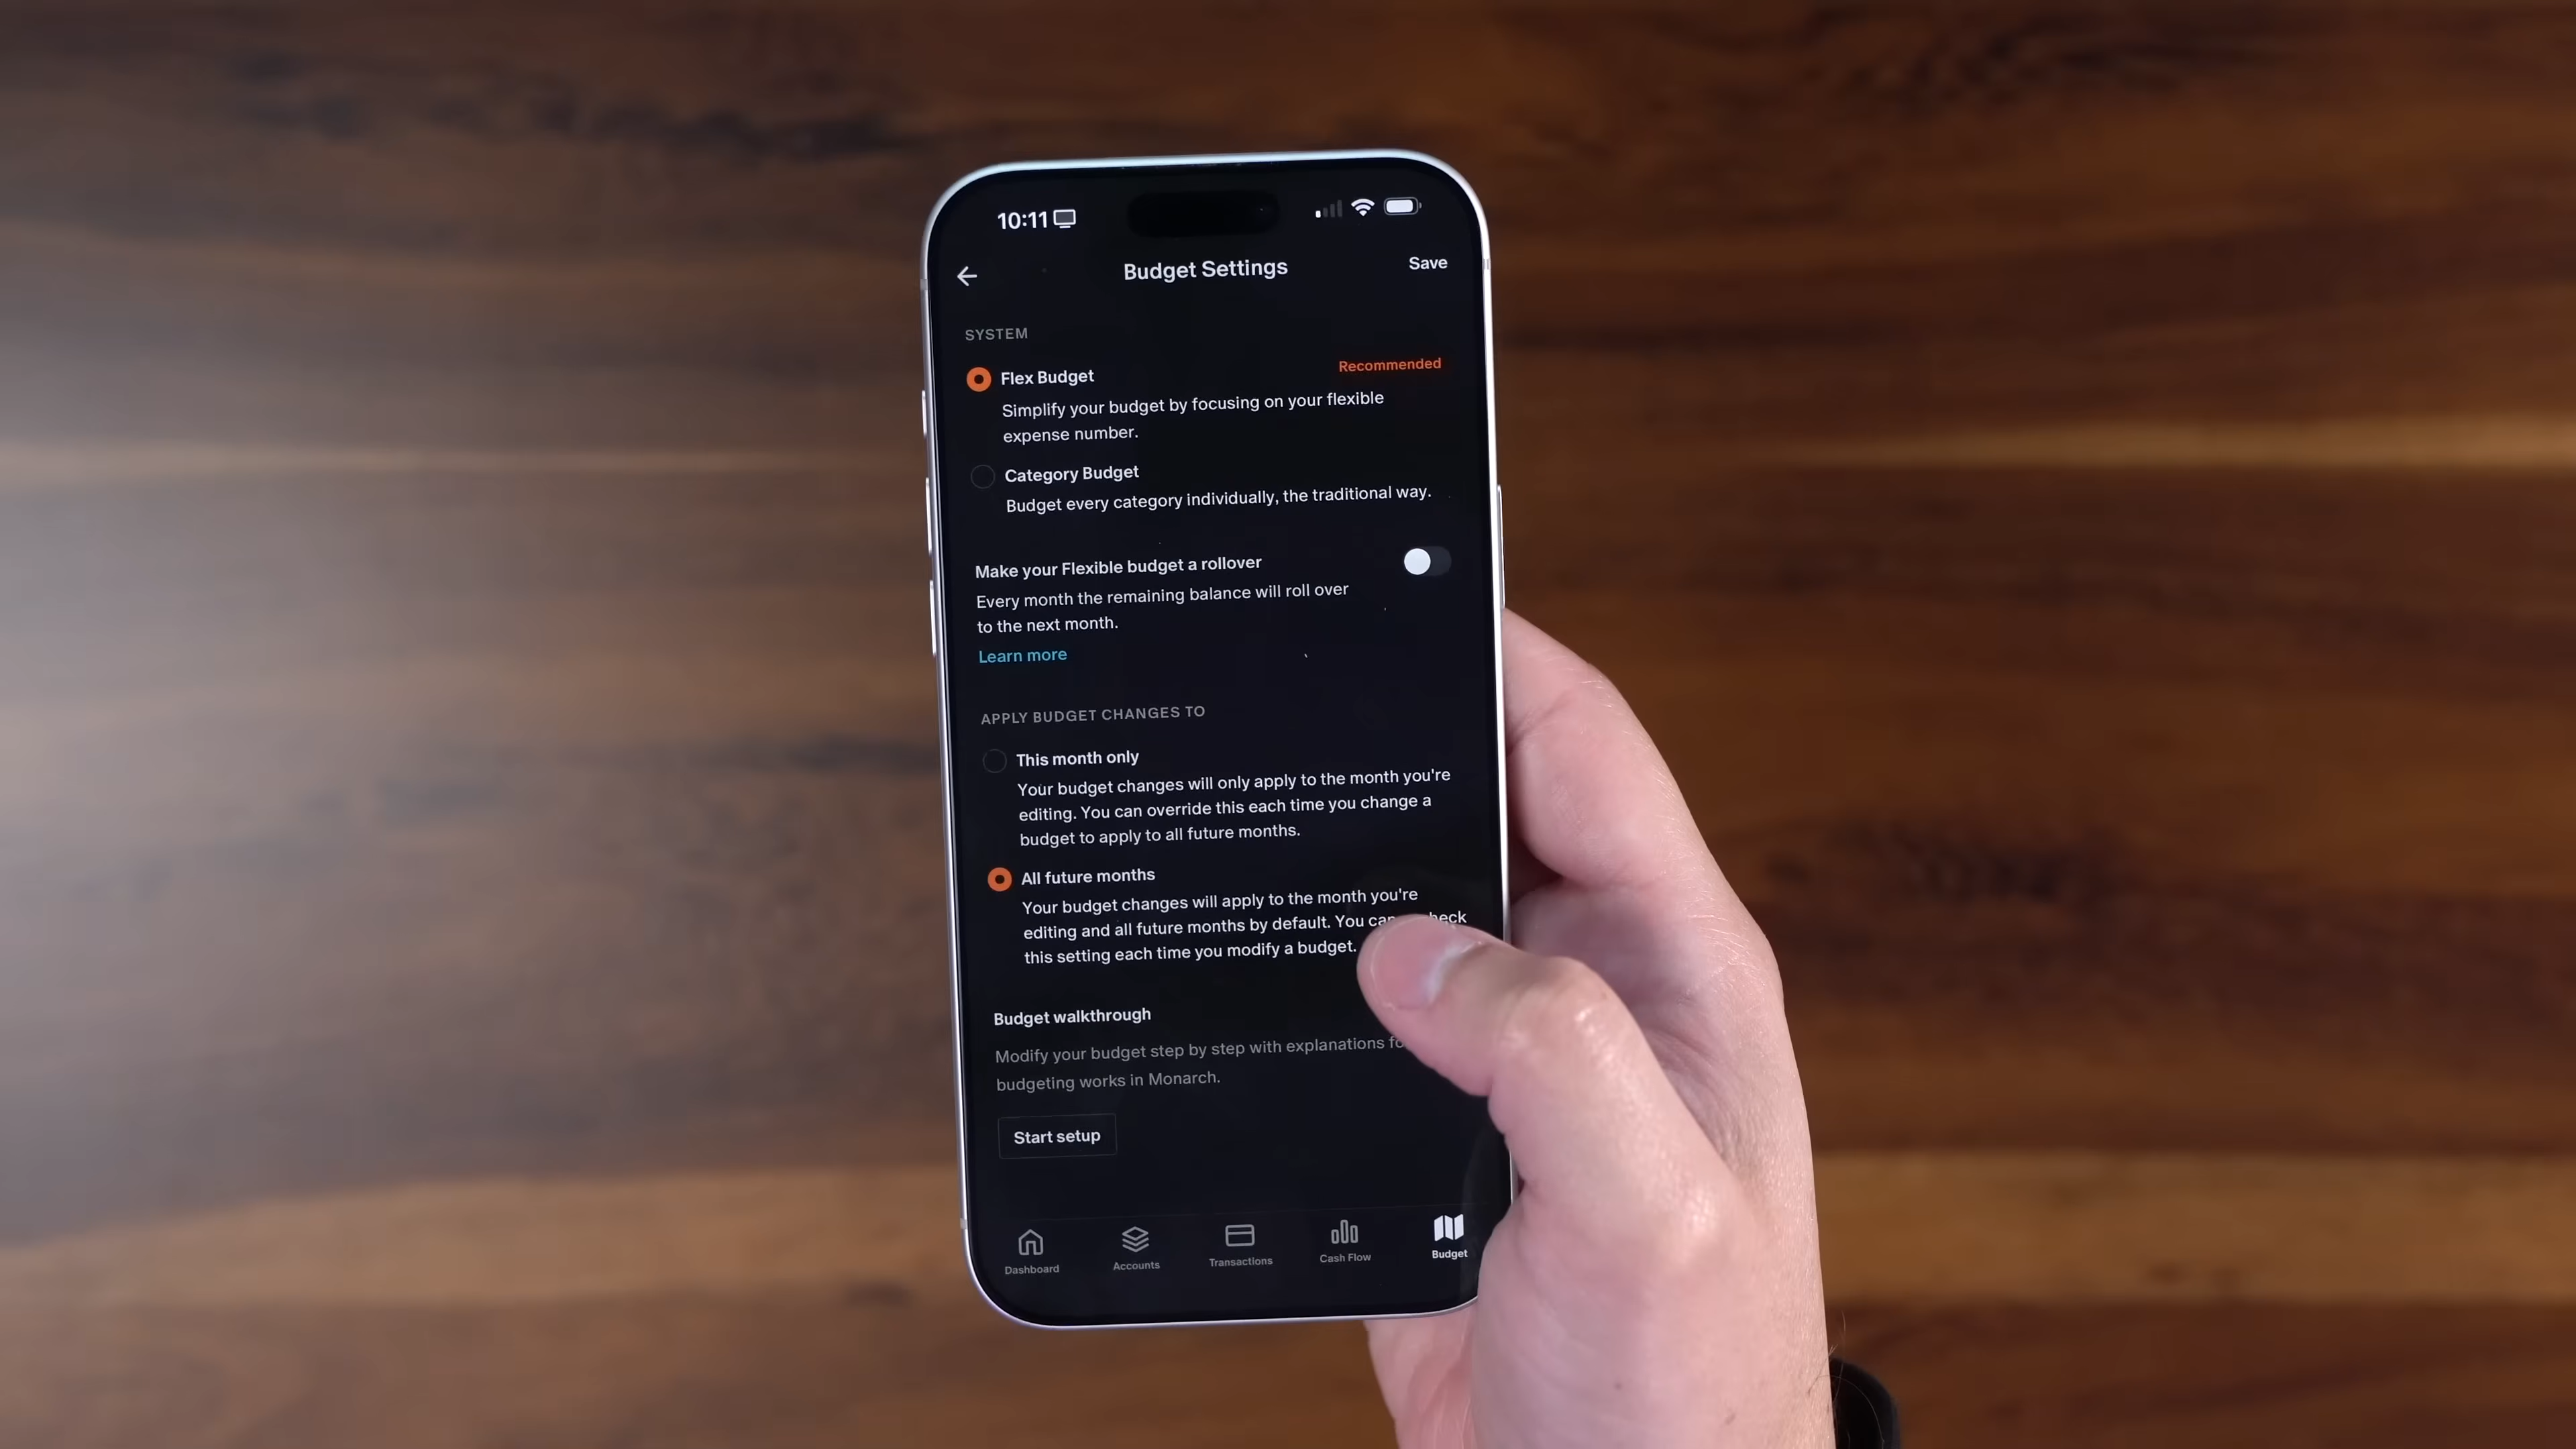 10:11
Budget Settings
Save
SYSTEM
Flex Budget
Recommended
Simplify your budget by focusing on your flexible
expense number.
Category Budget
Budget every category individually, the traditional way.
Make your Flexible budget a rollover
Every month the remaining balance will roll over
to the next month.
Learn more
APPLY BUDGET CHANGES TO
This month only
Your budget changes will only apply to the month you're
editing. You can override this each time you change a
budget to apply to all future months.
All future months
Your budget changes will apply to the month you're
editing and all future months by default. You can
this setting each time you modify a budget.
Budget walkthrough
Modify your budget step by step with explanations
budgeting works in Monarch.
Start setup
Dashboard
Accounts
Transactions
Cash Flow
Budget